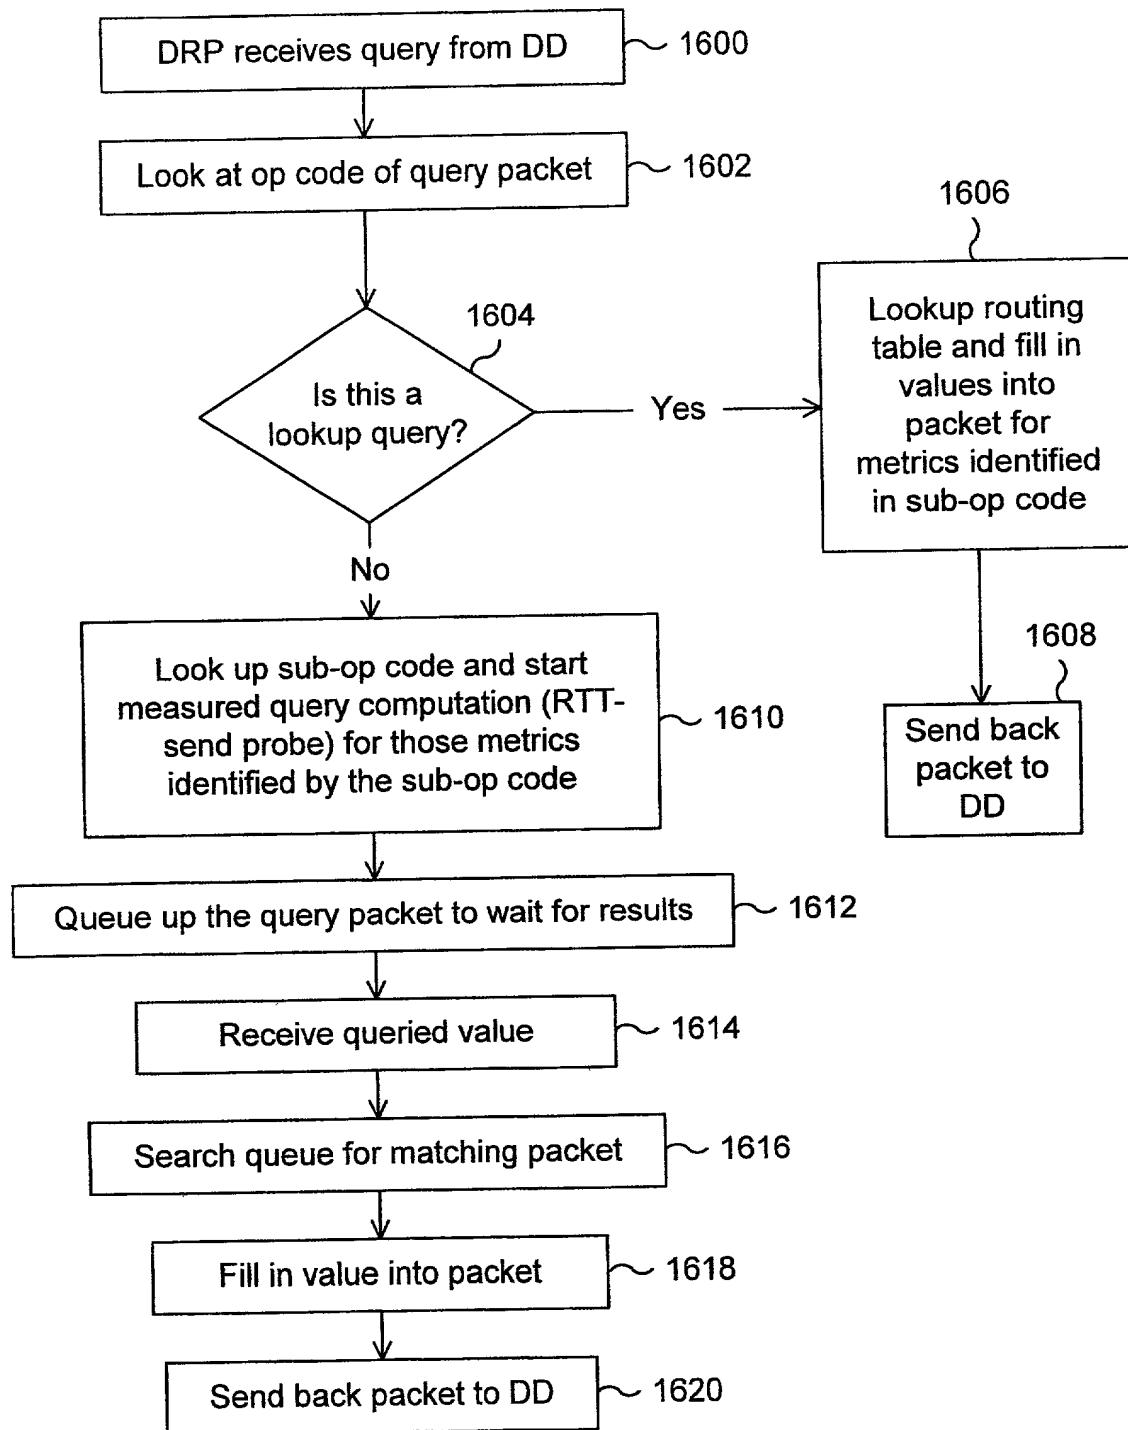 DRP receives query from DD
1600
Look at op code of query packet
1602
1604
Is this a
lookup query?
Yes
1606
Lookup routing
table and fill in
values into
packet for
metrics identified
in sub-op code
1608
Send back
packet to
DD
No
Look up sub-op code and start
measured query computation (RTT-
send probe) for those metrics
identified by the sub-op code
1610
Queue up the query packet to wait for results
1612
Receive queried value
1614
Search queue for matching packet
1616
Fill in value into packet
1618
Send back packet to DD
1620